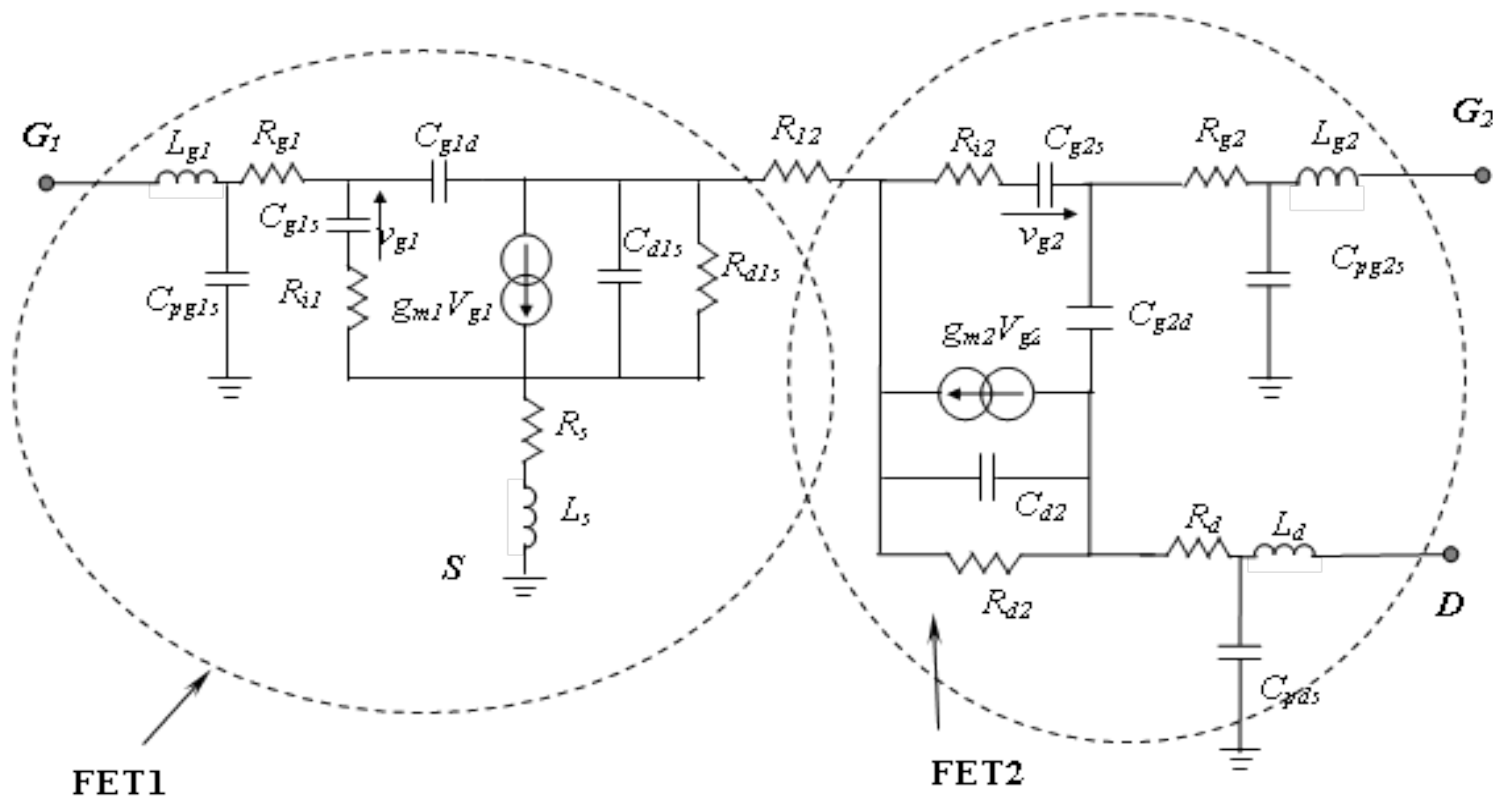 G1
Lg1
Rg1
Cg1d
R12
Ri2
Cg2s
Rg2
Lg2
G2
Cg1s
vg1
vg2
Cpg1s
Ri1
gm1Vg1
Cd1s
Rd1s
Cpg2s
Cg2d
gm2Vg2
Rs
Ls
Cd2
Rd
Ld
S
Rd2
D
Cpds
FET1
FET2